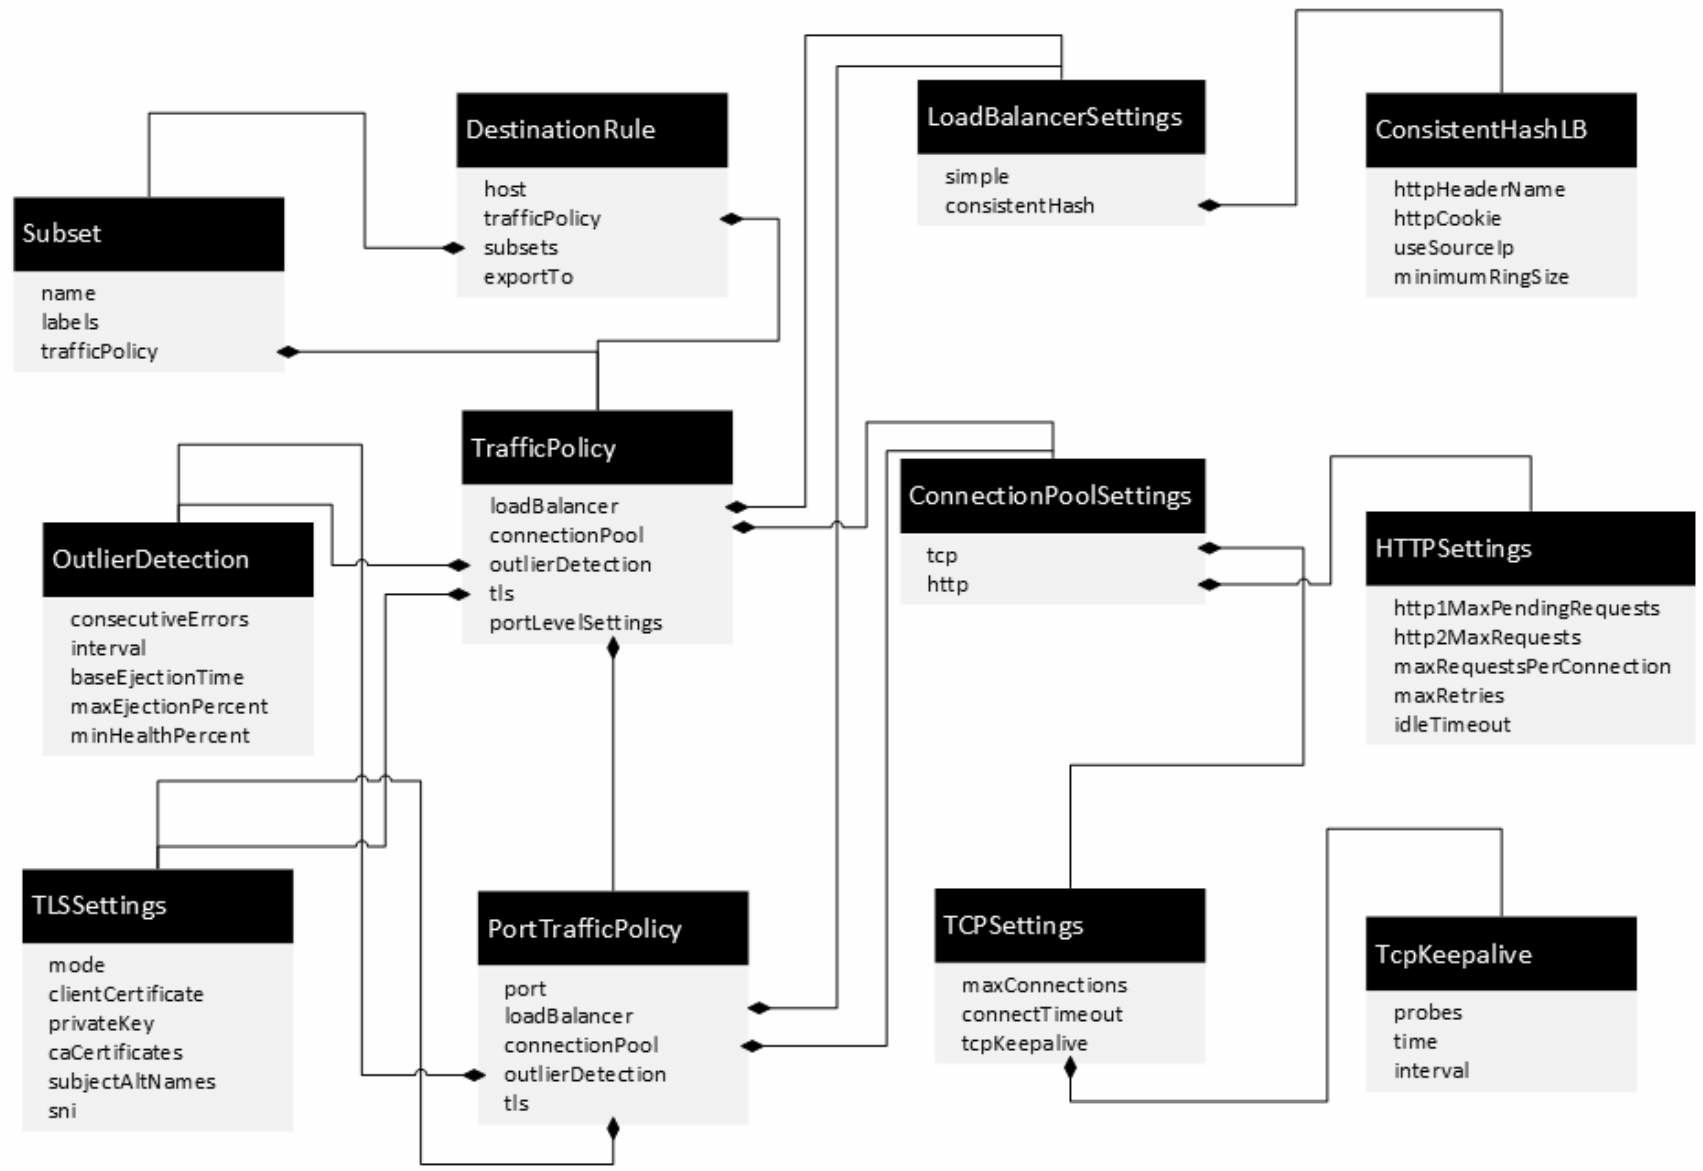 DestinationRule
host
trafficPolicy
subsets
exportTo
LoadBalancerSettings
simple
consistentHash
ConsistentHashLB
httpHeaderName
httpCookie
useSourceIp
minimumRingSize
Subset
name
labels
trafficPolicy
TrafficPolicy
loadBalancer
connectionPool
outlierDetection
tls
portLevelSettings
ConnectionPoolSettings
tcp
http
HTTPSettings
http1MaxPendingRequests
http2MaxRequests
maxRequestsPerConnection
maxRetries
idleTimeout
OutlierDetection
consecutiveErrors
interval
baseEjectionTime
maxEjectionPercent
minHealthPercent
TLSSettings
mode
clientCertificate
privateKey
caCertificates
subjectAltNames
sni
PortTrafficPolicy
port
loadBalancer
connectionPool
outlierDetection
tls
TCPSettings
maxConnections
connectTimeout
tcpKeepalive
TcpKeepalive
probes
time
interval